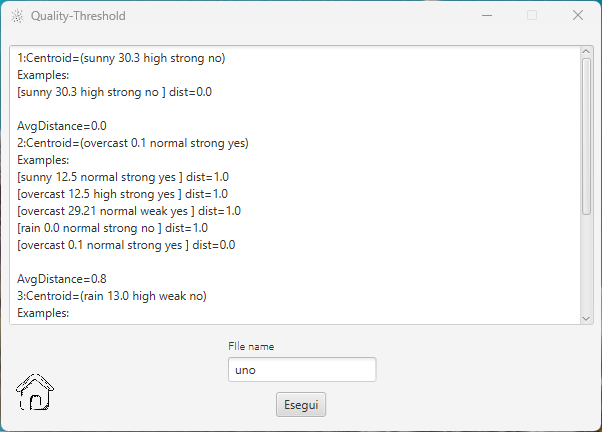 Quality-Threshold
1:Centroid=(sunny 30.3 high strong no)
Examples:
[sunny 30.3 high strong no ] dist=0.0
AvgDistance=0.0
2:Centroid=(overcast 0.1 normal strong yes)
Examples:
[sunny 12.5 normal strong yes ] dist=1.0
[overcast 12.5 high strong yes ] dist=1.0
[overcast 29.21 normal weak yes ] dist=1.0
[rain 0.0 normal strong no ] dist=1.0
[overcast 0.1 normal strong yes ] dist=0.0
AvgDistance=0.8
3:Centroid=(rain 13.0 high weak no)
Examples:
FIle name
uno
Esegui